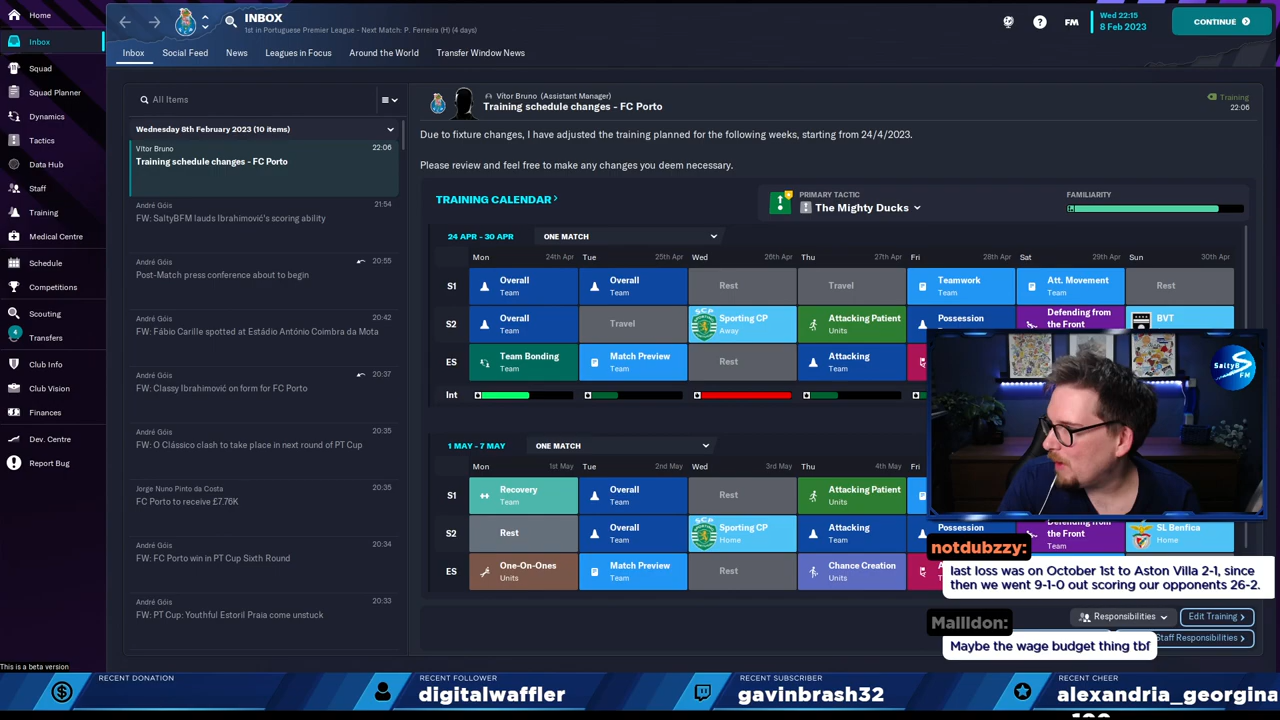 Home
Inbox
Squad
Squad Planner
Dynamics
Tactics
Data Hub
Staff
Training
Medical Centre
Schedule
Competitions
Scouting
4
Transfers
Club Info
Club Vision
Finances
Dev. Centre
Report Bug
This is a beta version
INBOX
1st in Portuguese Premier League - Next Match: P. Ferreira (H) (4 days)
FM
Wed 22:15
8 Feb 2023
CONTINUE
Inbox Social Feed News Leagues in Focus Around the World Transfer Window News
All Items
Wednesday 8th February 2023 (10 items)
Vítor Bruno 22:06
Training schedule changes - FC Porto
André Góis 21:54
FW: SaltyBFM lauds Ibrahimović's scoring ability
André Góis 20:55
Post-Match press conference about to begin
André Góis 20:42
FW: Fábio Carille spotted at Estádio António Coimbra da Mota
André Góis 20:37
FW: Classy Ibrahimović on form for FC Porto
André Góis 20:35
FW: O Clássico clash to take place in next round of PT Cup
Jorge Nuno Pinto da Costa 20:35
FC Porto to receive £7.76K
André Góis 20:34
FW: FC Porto win in PT Cup Sixth Round
André Góis 20:33
FW: PT Cup: Youthful Estoril Praia come unstuck
Vítor Bruno (Assistant Manager)
Training schedule changes - FC Porto
Training
22:06
Due to fixture changes, I have adjusted the training planned for the following weeks, starting from 24/4/2023.
Please review and feel free to make any changes you deem necessary.
TRAINING CALENDAR
PRIMARY TACTIC
The Mighty Ducks
FAMILIARITY
24 APR - 30 APR ONE MATCH
Mon 24th Apr Tue 25th Apr Wed 26th Apr Thu 27th Apr Fri 28th Apr Sat 29th Apr Sun 30th Apr
S1 Overall Team Overall Team Rest Travel Teamwork Team Att. Movement Team Rest
S2 Overall Team Travel Sporting CP Away Attacking Patient Units Possession Defending from the Front BVT
ES Team Bonding Team Match Preview Team Rest Attacking Team
Int
1 MAY - 7 MAY ONE MATCH
Mon 1st May Tue 2nd May Wed 3rd May Thu 4th May Fri
S1 Recovery Team Overall Team Rest Attacking Patient Units
S2 Rest Overall Team Sporting CP Home Attacking Team Possession Defending from the Front Team SL Benfica Home
ES One-On-Ones Units Match Preview Team Rest Chance Creation Units
SaltyB
FM
notdubzzy:
last loss was on October 1st to Aston Villa 2-1, since
then we went 9-1-0 out scoring our opponents 26-2.
Mallldon:
Maybe the wage budget thing tbf
Responsibilities Edit Training
Staff Responsibilities
RECENT DONATION
RECENT FOLLOWER
digitalwaffler
RECENT SUBSCRIBER
gavinbrash32
RECENT CHEER
alexandria_georgina